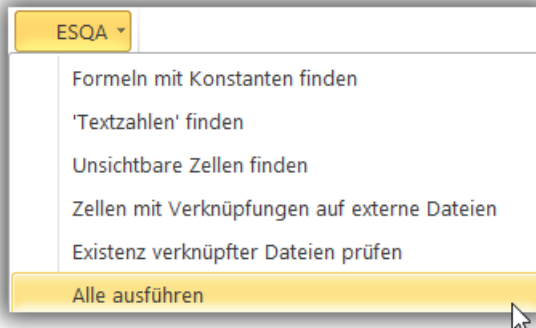 ESQA
Formeln mit Konstanten finden
'Textzahlen' finden
Unsichtbare Zellen finden
Zellen mit Verknüpfungen auf externe Dateien
Existenz verknüpfter Dateien prüfen
Alle ausführen